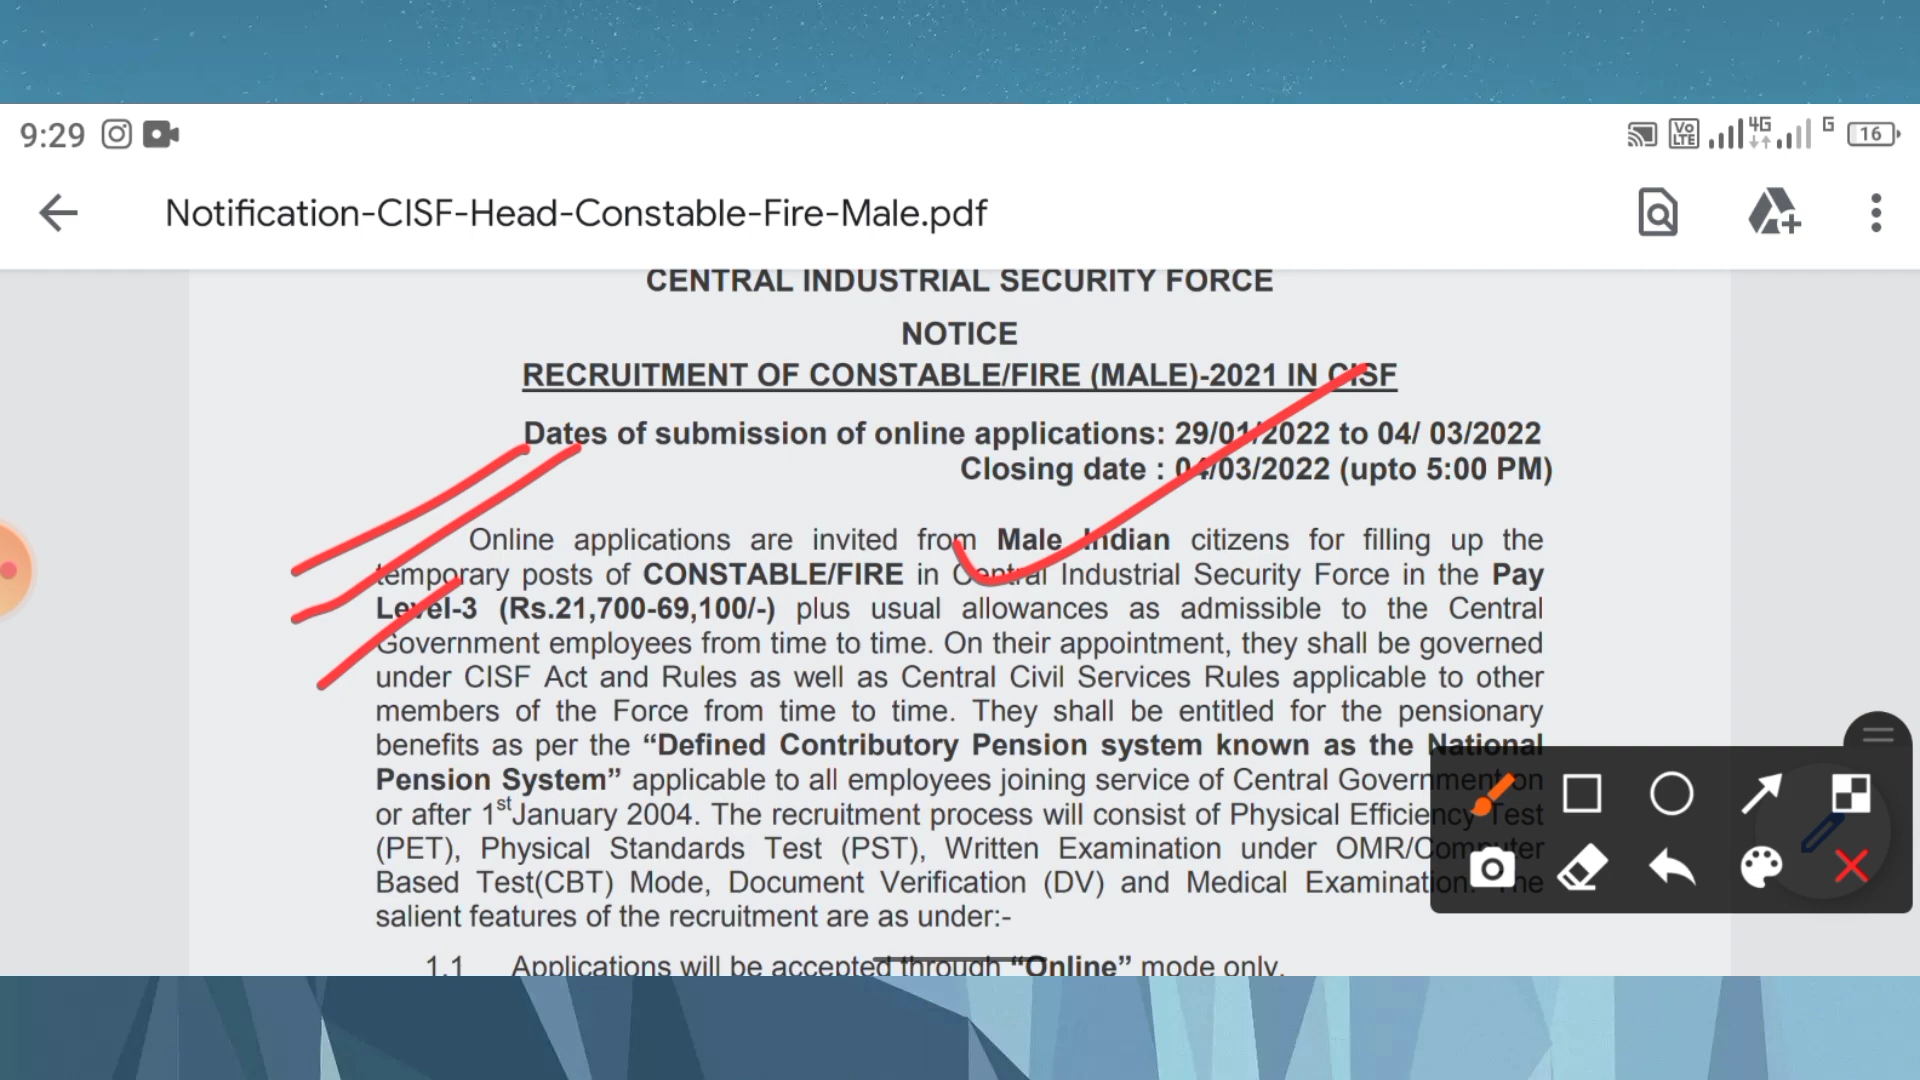 9:29
Vo LTE 4G G 16
Notification-CISF-Head-Constable-Fire-Male.pdf
CENTRAL INDUSTRIAL SECURITY FORCE
NOTICE
RECRUITMENT OF CONSTABLE/FIRE (MALE)-2021 IN CISF
Dates of submission of online applications: 29/01/2022 to 04/ 03/2022
Closing date : 04/03/2022 (upto 5:00 PM)
Online applications are invited from Male Indian citizens for filling up the
temporary posts of CONSTABLE/FIRE in Central Industrial Security Force in the Pay
Level-3 (Rs.21,700-69,100/-) plus usual allowances as admissible to the Central
Government employees from time to time. On their appointment, they shall be governed
under CISF Act and Rules as well as Central Civil Services Rules applicable to other
members of the Force from time to time. They shall be entitled for the pensionary
benefits as per the “Defined Contributory Pension system known as the National
Pension System” applicable to all employees joining service of Central Government on
or after 1st January 2004. The recruitment process will consist of Physical Efficiency Test
(PET), Physical Standards Test (PST), Written Examination under OMR/Computer
Based Test(CBT) Mode, Document Verification (DV) and Medical Examination. The
salient features of the recruitment are as under:-
1.1 Applications will be accepted through “Online” mode only.